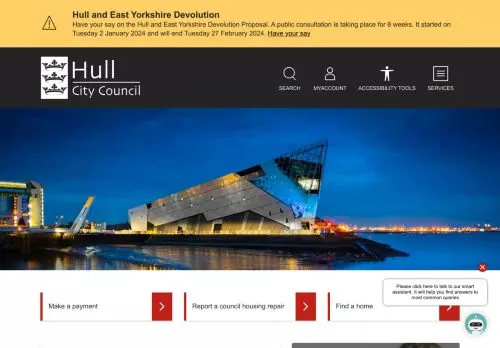 Hull and East Yorkshire Devolution
Have your say on the Hull and East Yorkshire Devolution Proposal. A public consultation is taking place for 8 weeks. It started on
Tuesday 2 January 2024 and will end Tuesday 27 February 2024. Have your say
Hull
City Council
SEARCH
MYACCOUNT
ACCESSIBILITY TOOLS
SERVICES
Please click here to talk to our smart
assistant. It will help you find answers to
most common queries
Make a payment
Report a council housing repair
Find a home